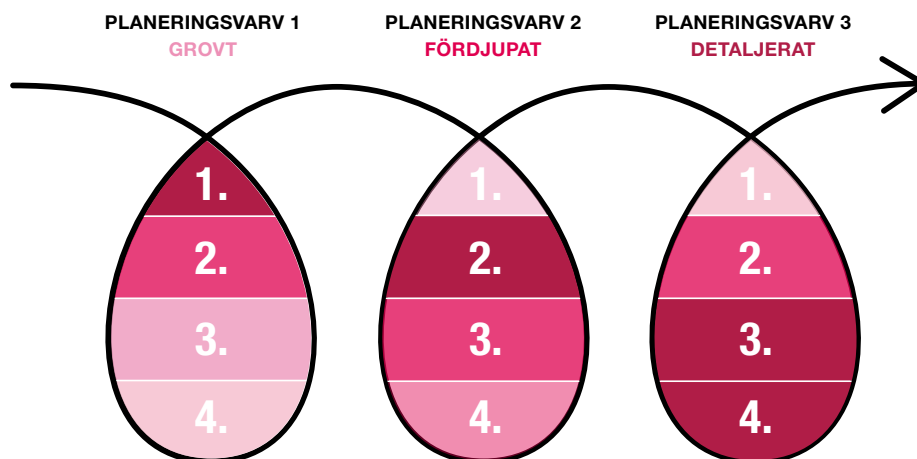 PLANERINGSVARV 1
GROVT
1.
2.
3.
4.
PLANERINGSVARV 2
FÖRDJUPAT
1.
2.
3.
4.
PLANERINGSVARV 3
DETALJERAT
1.
2.
3.
4.